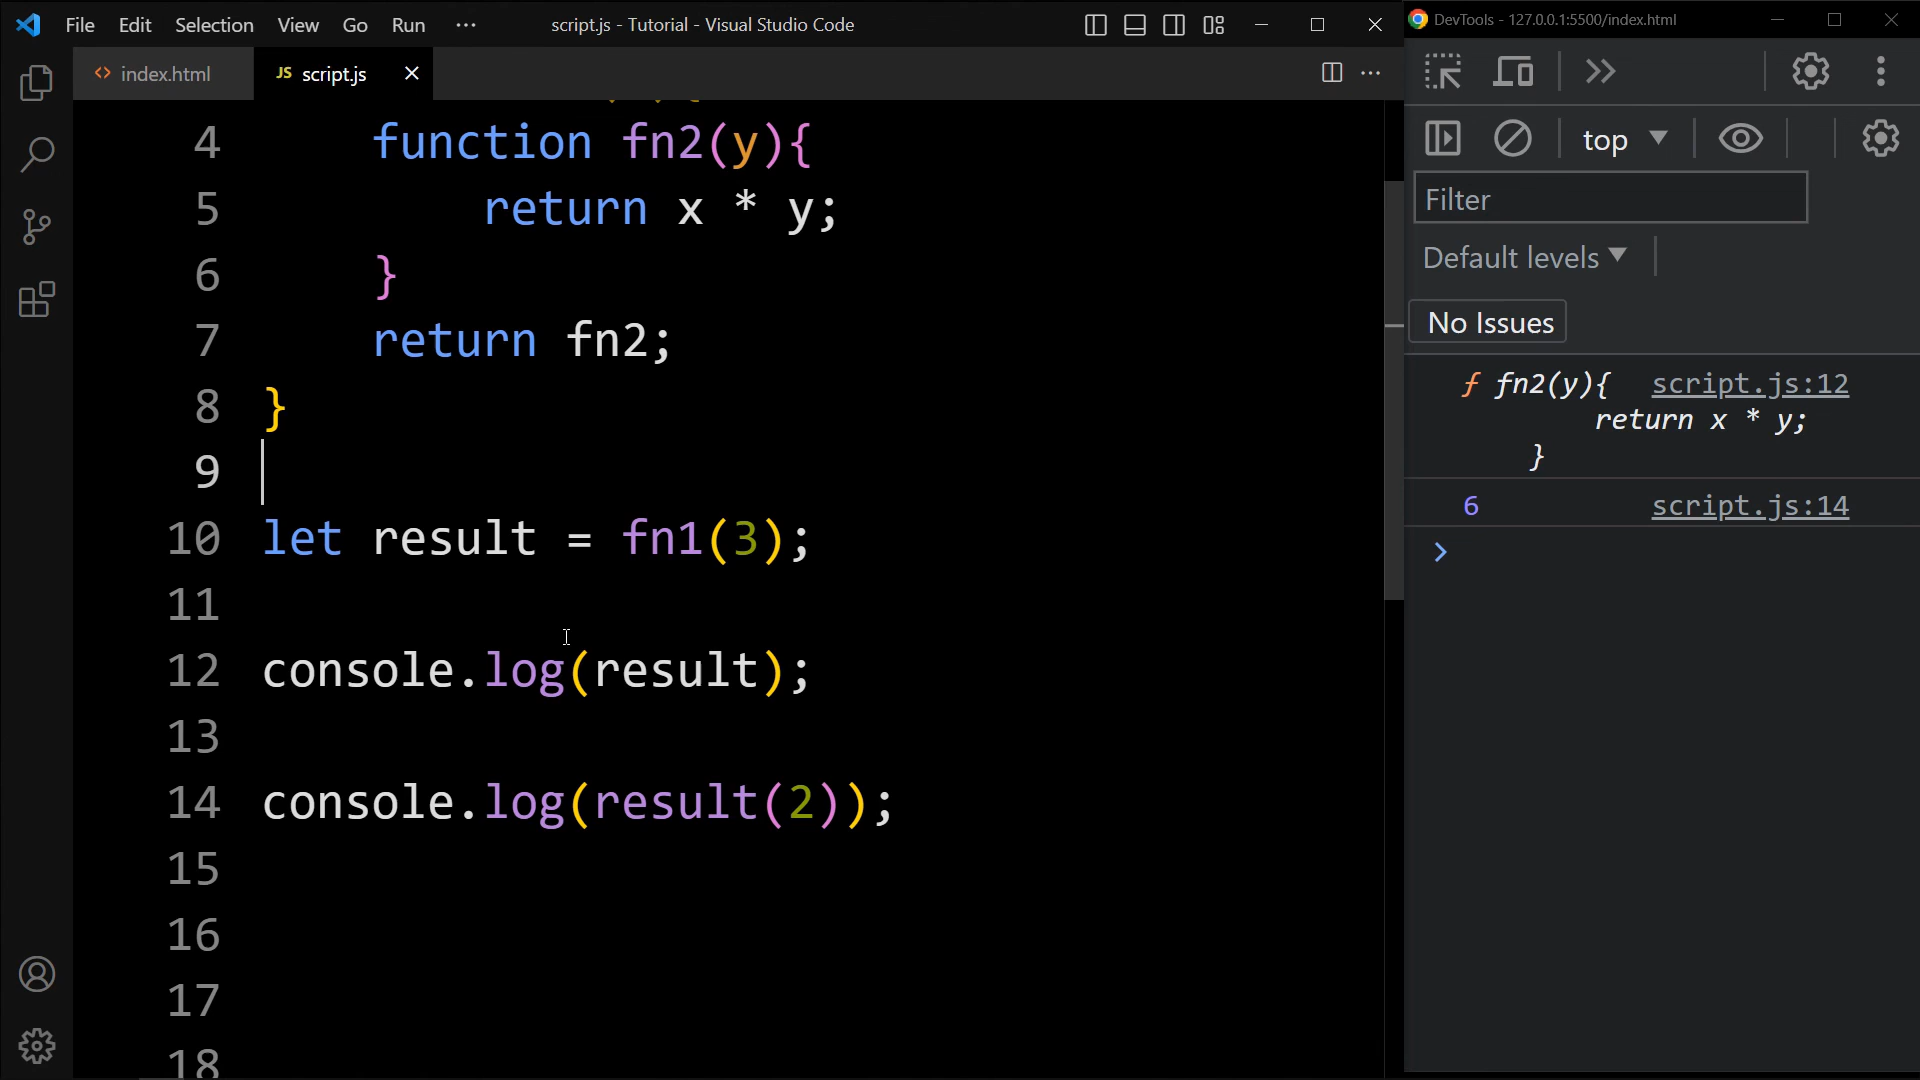 File Edit Selection View Go Run ··· script.js - Tutorial - Visual Studio Code
<> index.html JS script.js
4 function fn2(y){
5 return x * y;
6 }
7 return fn2;
8 }
9
10 let result = fn1(3);
11
12 console.log(result);
13
14 console.log(result(2));
15
16
17
18
DevTools - 127.0.0.1:5500/index.html
top
Filter
Default levels
No Issues
ƒ fn2(y){ script.js:12
return x * y;
}
6 script.js:14